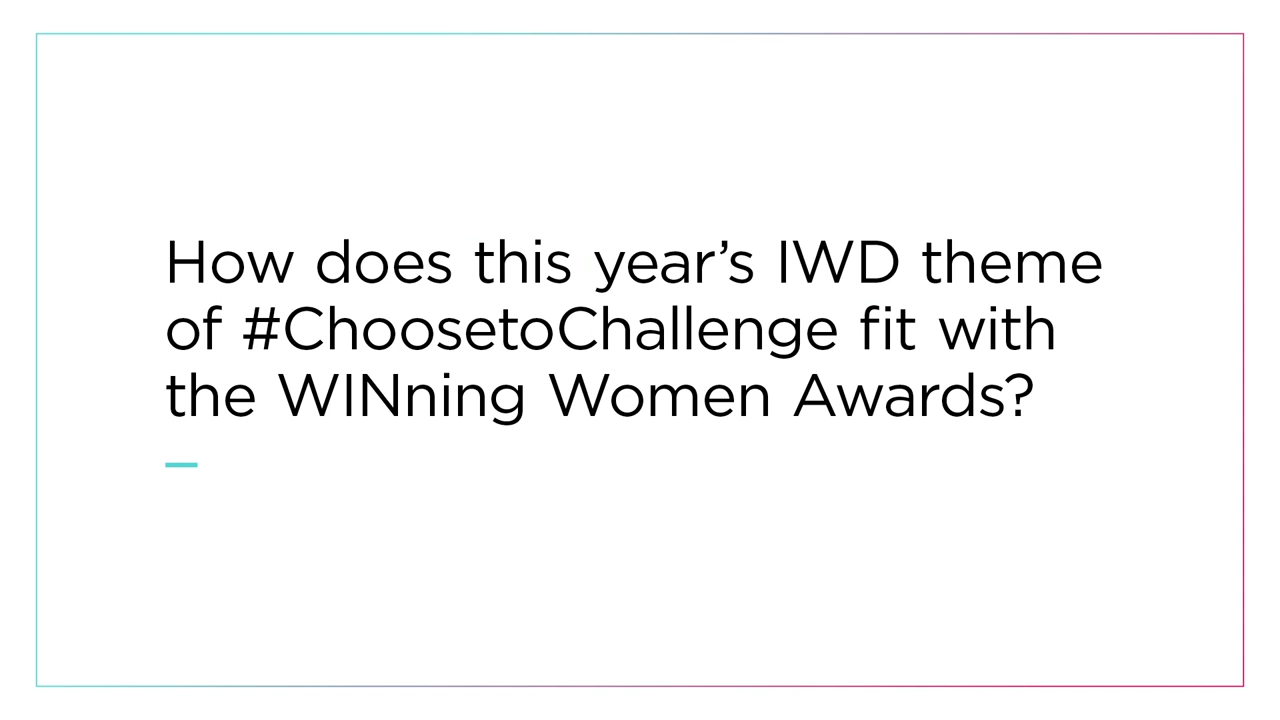 How does this year’s IWD theme
of #ChoosetoChallenge fit with
the WINning Women Awards?